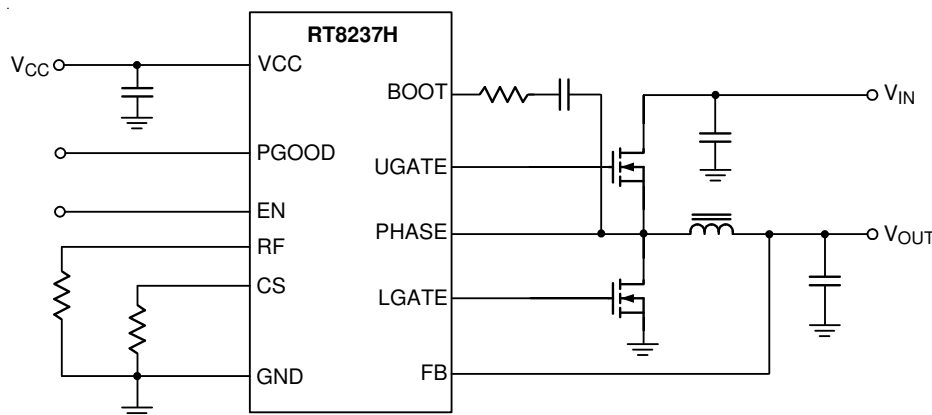 RT8237H
VCC
VCC
BOOT
VIN
PGOOD
UGATE
EN
PHASE
VOUT
RF
CS
LGATE
GND
FB